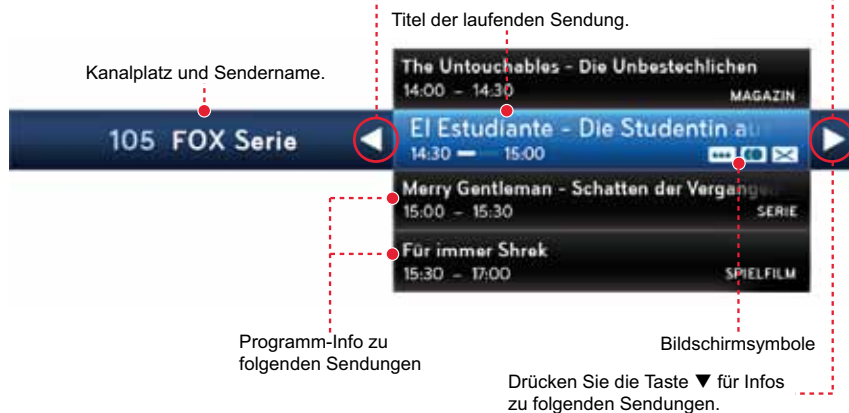 Titel der laufenden Sendung.
Kanalplatz und Sendername.
The Untouchables - Die Unbestechlichen
14:00 - 14:30 MAGAZIN
105 FOX Serie
El Estudiante - Die Studentin au
14:30 15:00
Merry Gentleman - Schatten der Vergangen
15:00 - 15:30 SERIE
Für immer Shrek
15:30 - 17:00 SPIELFILM
Programm-Info zu
folgenden Sendungen
Bildschirmsymbole
Drücken Sie die Taste ▼ für Infos
zu folgenden Sendungen.